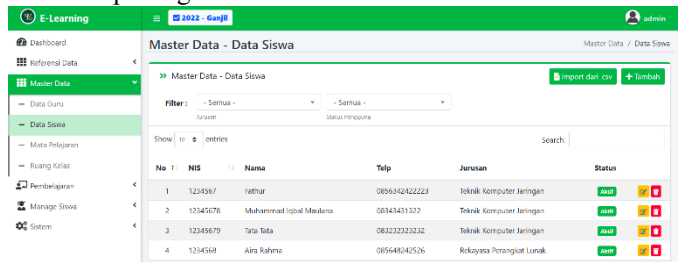 E-Learning
2022 - Ganjil
admin
Dashboard
Referensi Data
Master Data
Data Guru
Data Siswa
Mata Pelajaran
Ruang Kelas
Pembelajaran
Manage Siswa
Sistem
Master Data - Data Siswa
Master Data / Data Siswa
Master Data - Data Siswa
Import dari .csv
Tambah
Filter : - Semua - - Semua -
Jurusan Status Pengguna
Show 10 entries Search:
No NIS Nama Telp Jurusan Status
1 1234567 Fathur 0856342422223 Teknik Komputer Jaringan Aktif
2 12345678 Muhammad Iqbal Maulana 08343431322 Teknik Komputer Jaringan Aktif
3 12345679 Tata Tata 083232323232 Teknik Komputer Jaringan Aktif
4 1234568 Aira Rahma 085648242526 Rekayasa Perangkat Lunak Aktif